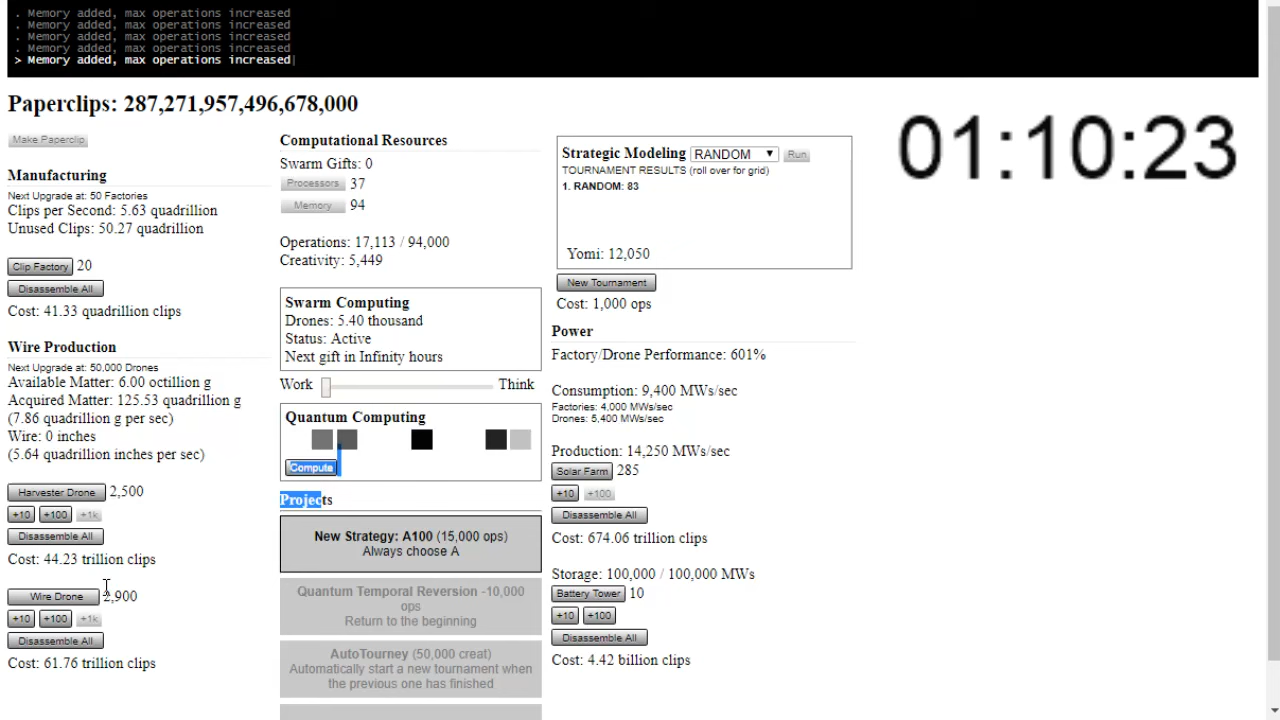 . Memory added, max operations increased
. Memory added, max operations increased
. Memory added, max operations increased
. Memory added, max operations increased
> Memory added, max operations increased
Paperclips: 287,271,957,496,678,000
01:10:23
Make Paperclip
Manufacturing
Next Upgrade at: 50 Factories
Clips per Second: 5.63 quadrillion
Unused Clips: 50.27 quadrillion
Clip Factory 20
Disassemble All
Cost: 41.33 quadrillion clips
Wire Production
Next Upgrade at: 50,000 Drones
Available Matter: 6.00 octillion g
Acquired Matter: 125.53 quadrillion g
(7.86 quadrillion g per sec)
Wire: 0 inches
(5.64 quadrillion inches per sec)
Harvester Drone 2,500
+10 +100 +1k
Disassemble All
Cost: 44.23 trillion clips
Wire Drone 2,900
+10 +100 +1k
Disassemble All
Cost: 61.76 trillion clips
Computational Resources
Swarm Gifts: 0
Processors 37
Memory 94
Operations: 17,113 / 94,000
Creativity: 5,449
Swarm Computing
Drones: 5.40 thousand
Status: Active
Next gift in Infinity hours
Work Think
Quantum Computing
Compute
Projects
New Strategy: A100 (15,000 ops)
Always choose A
Quantum Temporal Reversion -10,000
ops
Return to the beginning
AutoTourney (50,000 creat)
Automatically start a new tournament when
the previous one has finished
Strategic Modeling RANDOM Run
TOURNAMENT RESULTS (roll over for grid)
1. RANDOM: 83
Yomi: 12,050
New Tournament
Cost: 1,000 ops
Power
Factory/Drone Performance: 601%
Consumption: 9,400 MWs/sec
Factories: 4,000 MWs/sec
Drones: 5,400 MWs/sec
Production: 14,250 MWs/sec
Solar Farm 285
+10 +100
Disassemble All
Cost: 674.06 trillion clips
Storage: 100,000 / 100,000 MWs
Battery Tower 10
+10 +100
Disassemble All
Cost: 4.42 billion clips